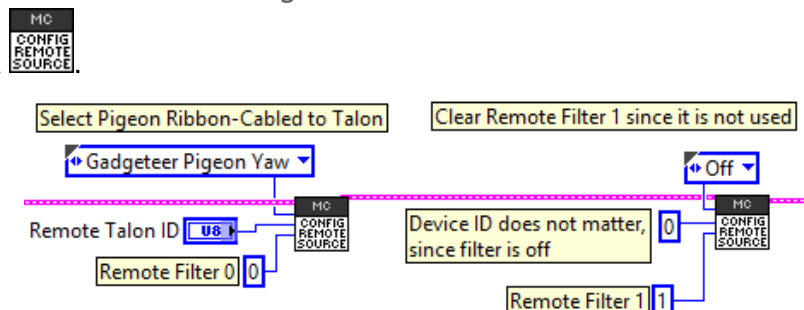 MC
CONFIG
REMOTE
SOURCE
.
Select Pigeon Ribbon-Cabled to Talon
Clear Remote Filter 1 since it is not used
Gadgeteer Pigeon Yaw
Off
MC
CONFIG
REMOTE
SOURCE
MC
CONFIG
REMOTE
SOURCE
Remote Talon ID U8
Device ID does not matter,
since filter is off
0
Remote Filter 0 0
Remote Filter 1 1